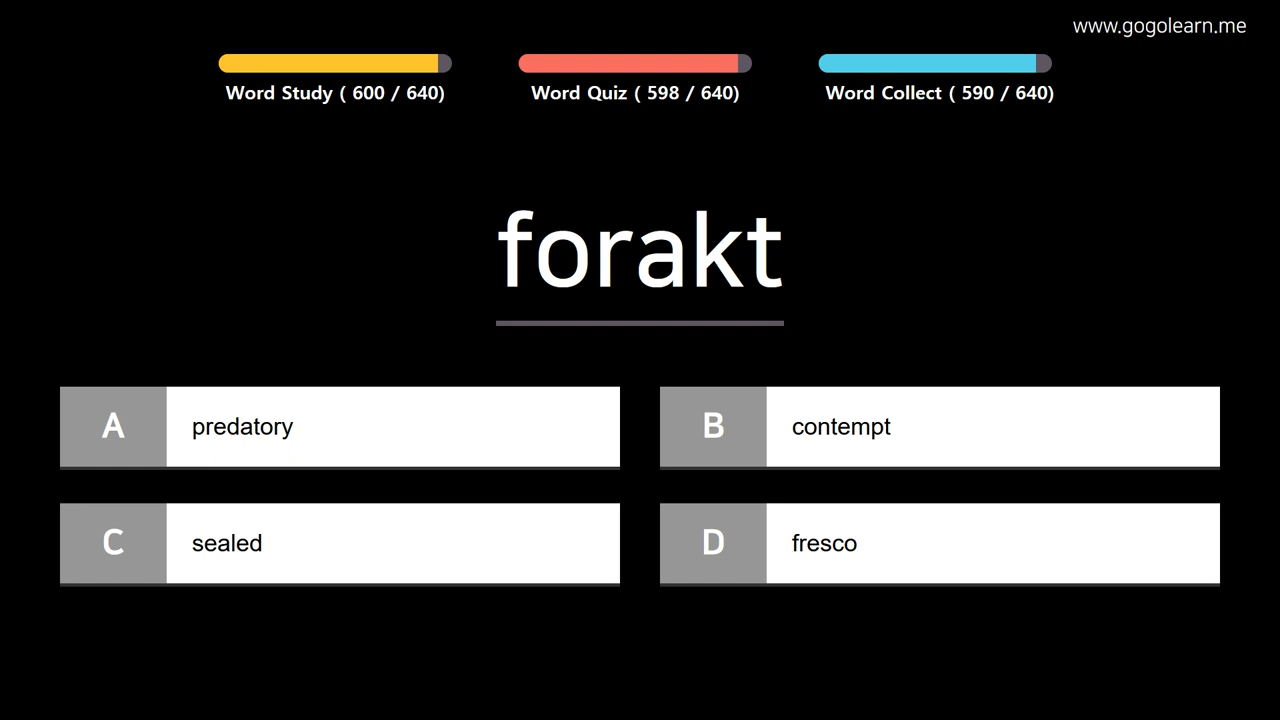 www.gogolearn.me
Word Study ( 600 / 640)
Word Quiz ( 598 / 640)
Word Collect ( 590 / 640)
forakt
A predatory
B contempt
C sealed
D fresco